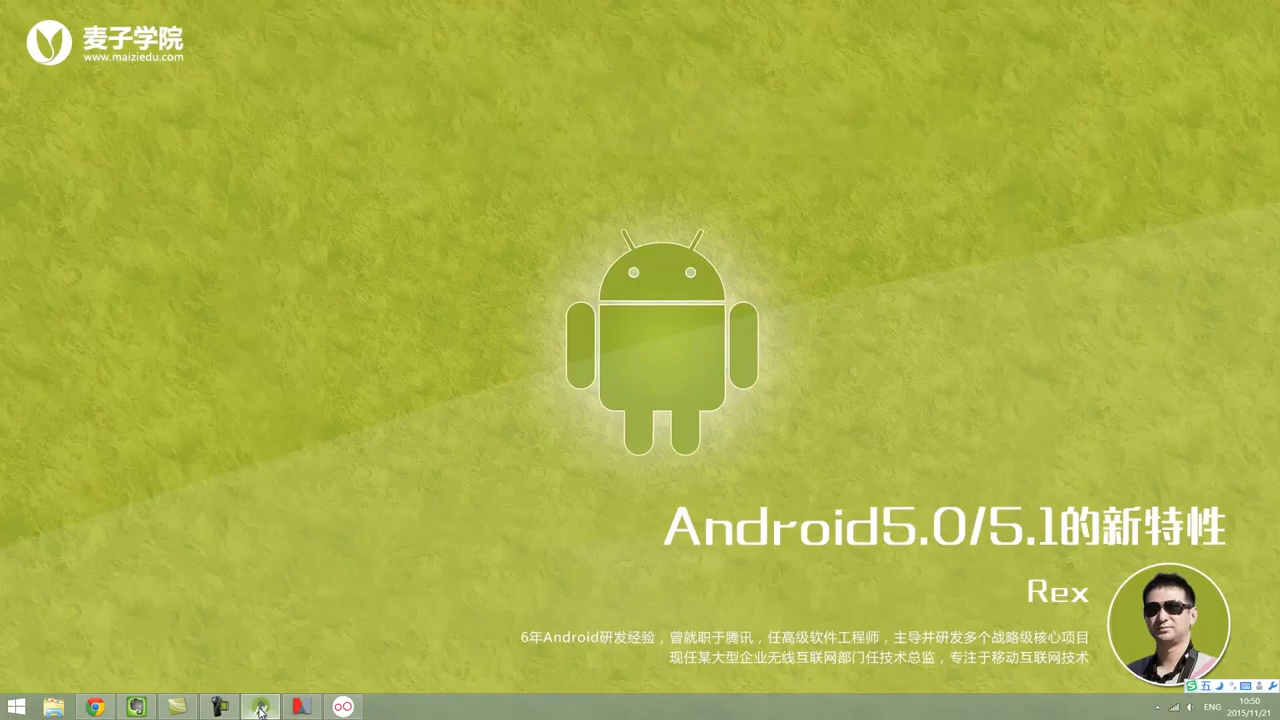 麦子学院
www.maiziedu.com
Android5.0/5.1的新特性
Rex
6年Android研发经验，曾就职于腾讯，任高级软件工程师，主导并研发多个战略级核心项目
现任某大型企业无线互联网部门任技术总监，专注于移动互联网技术
五
ENG
10:50
2015/11/21